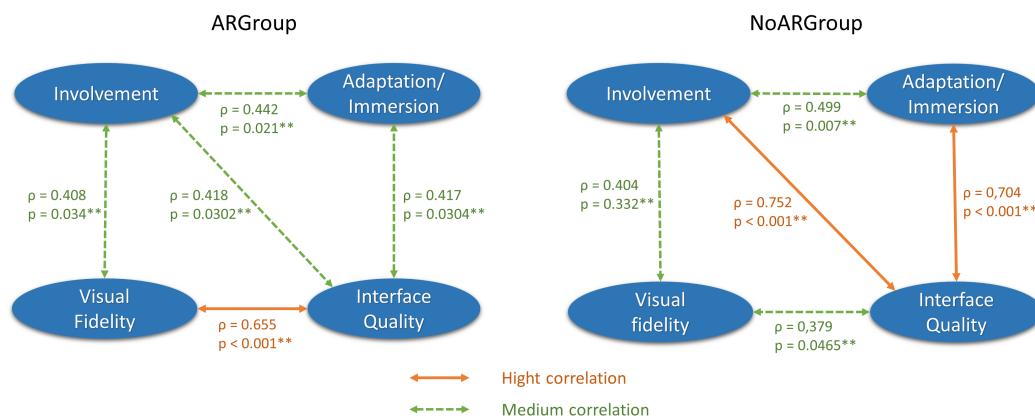 ARGroup
NoARGroup
Involvement
Adaptation/
Immersion
ρ = 0.442
p = 0.021**
ρ = 0.408
p = 0.034**
ρ = 0.418
p = 0.0302**
ρ = 0.417
p = 0.0304**
Visual
Fidelity
Interface
Quality
ρ = 0.655
p < 0.001**
Involvement
Adaptation/
Immersion
ρ = 0.499
p = 0.007**
ρ = 0.404
p = 0.332**
ρ = 0.752
p < 0.001**
ρ = 0,704
p < 0.001**
Visual
fidelity
Interface
Quality
ρ = 0,379
p = 0.0465**
Hight correlation
Medium correlation